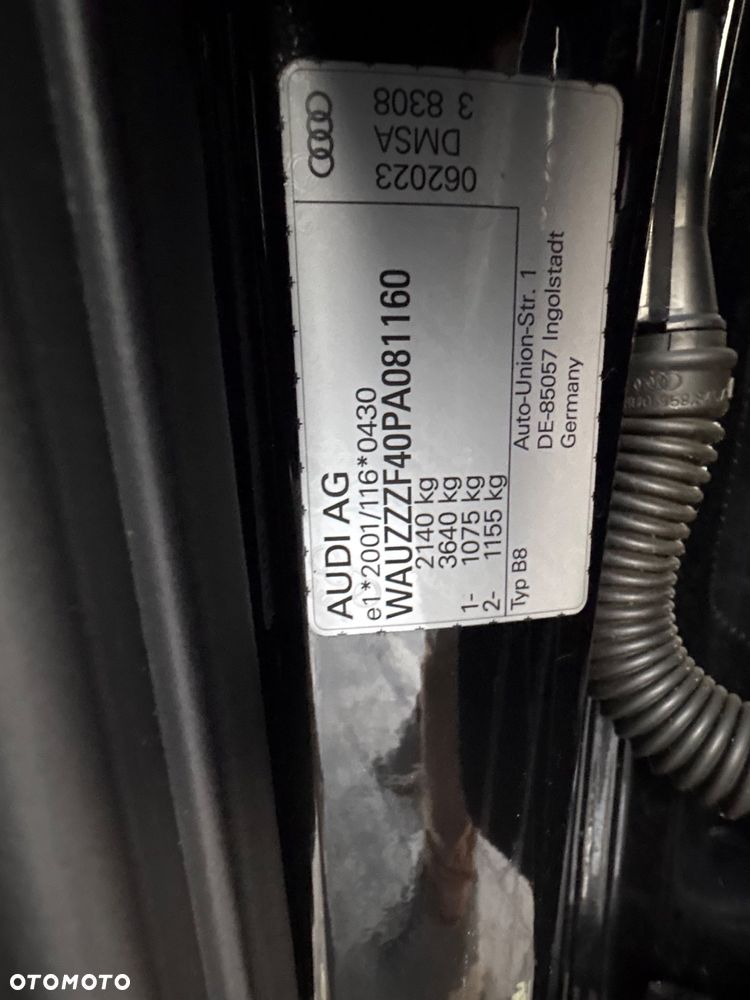 AUDI AG
e1*2001/116*0430
WAUZZZF40PA081160
2140 kg
3640 kg
1- 1075 kg
2- 1155 kg
Typ B8
Auto-Union-Str. 1
DE-85057 Ingolstadt
Germany
062023
DMSA
3 8308
OTOMOTO